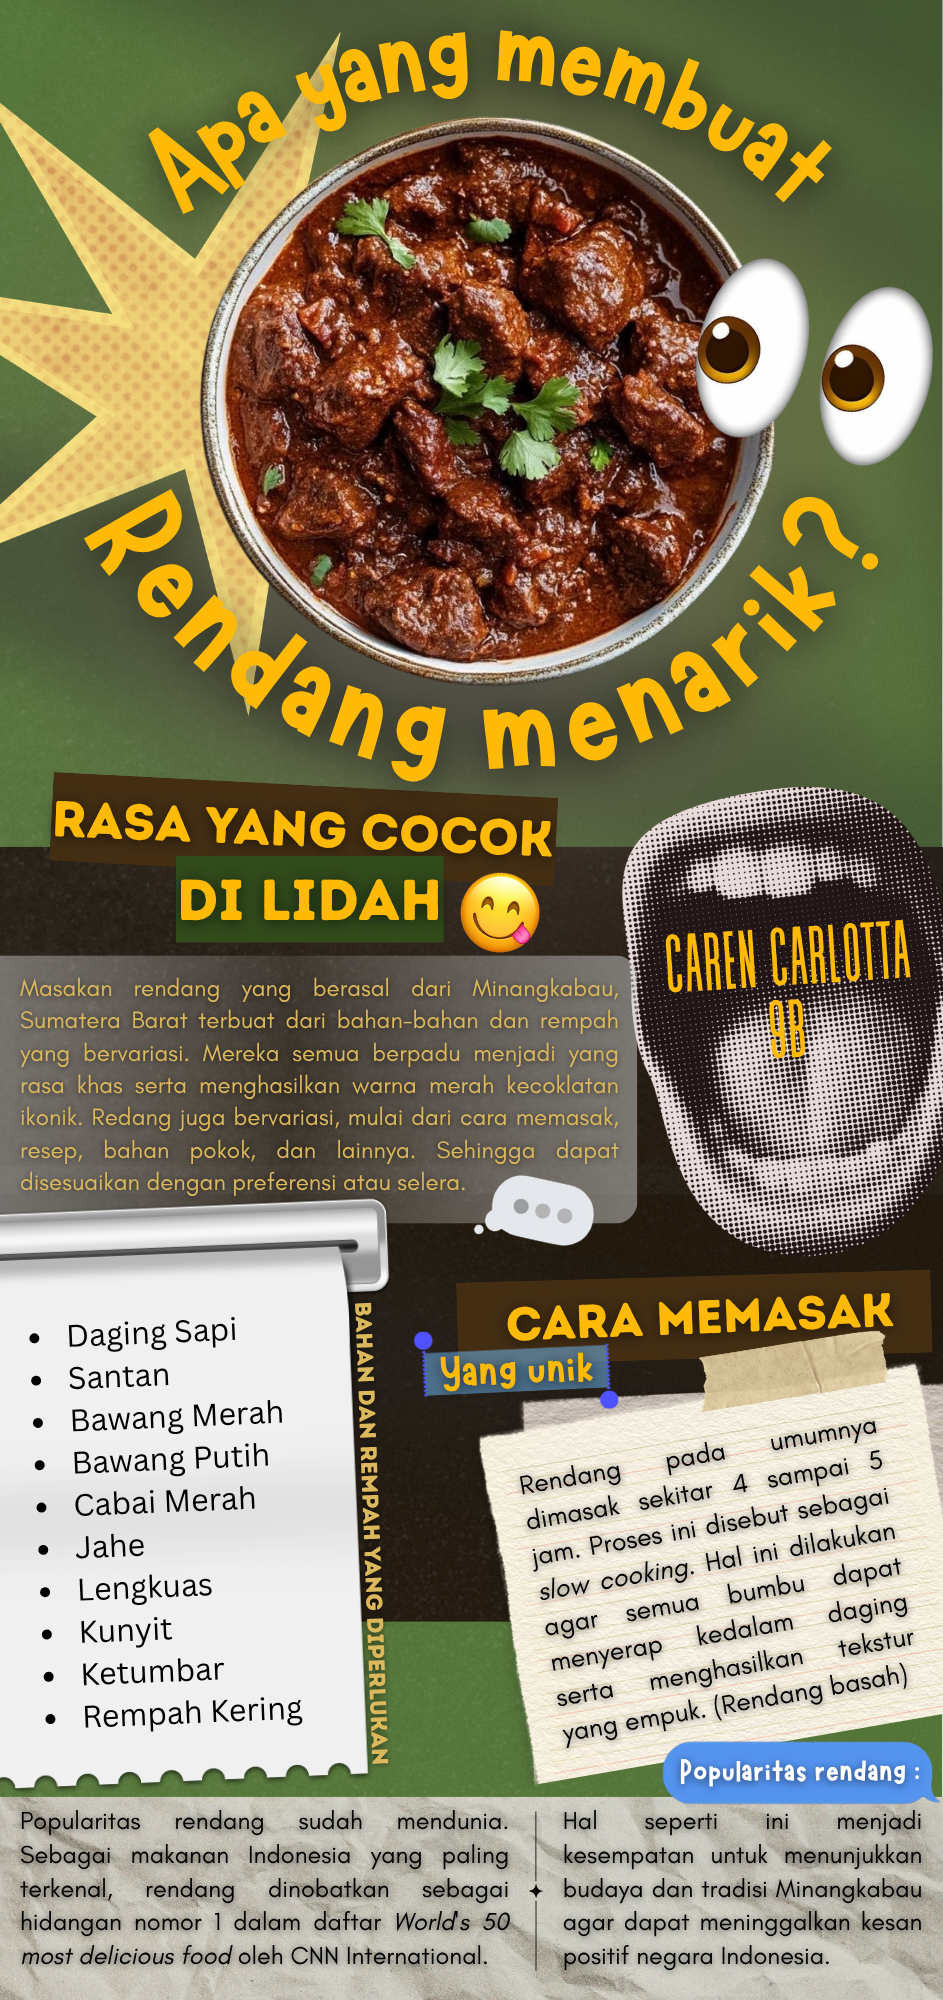 Apa yang membuat
Rendang menarik?
RASA YANG COCOK
DI LIDAH
CAREN CARLOTTA
9B
Masakan rendang yang berasal dari Minangkabau,
Sumatera Barat terbuat dari bahan-bahan dan rempah
yang bervariasi. Mereka semua berpadu menjadi yang
rasa khas serta menghasilkan warna merah kecoklatan
ikonik. Redang juga bervariasi, mulai dari cara memasak,
resep, bahan pokok, dan lainnya. Sehingga dapat
disesuaikan dengan preferensi atau selera.
• Daging Sapi
• Santan
• Bawang Merah
• Bawang Putih
• Cabai Merah
• Jahe
• Lengkuas
• Kunyit
• Ketumbar
• Rempah Kering
BAHAN DAN REMPAH YANG DIPERLUKAN
CARA MEMASAK
Yang unik
Rendang pada umumnya
dimasak sekitar 4 sampai 5
jam. Proses ini disebut sebagai
slow cooking. Hal ini dilakukan
agar semua bumbu dapat
menyerap kedalam daging
serta menghasilkan tekstur
yang empuk. (Rendang basah)
Popularitas rendang :
Popularitas rendang sudah mendunia.
Sebagai makanan Indonesia yang paling
terkenal, rendang dinobatkan sebagai
hidangan nomor 1 dalam daftar World's 50
most delicious food oleh CNN International.
Hal seperti ini menjadi
kesempatan untuk menunjukkan
budaya dan tradisi Minangkabau
agar dapat meninggalkan kesan
positif negara Indonesia.